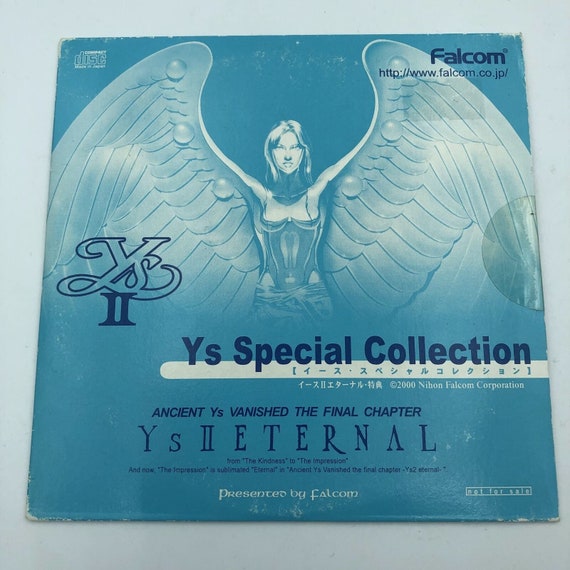 COMPACT
disc
Falcom
http://www.falcom.co.jp/
Ys
II
Ys Special Collection
【イース・スペシャルコレクション】
イースⅡエターナル・特典 ©2000 Nihon Falcom Corporation
ANCIENT Ys VANISHED THE FINAL CHAPTER
Ys II ETERNAL
from "The Kindness" to "The Impression"
And now, "The Impression" is sublimated "Eternal" in "Ancient Ys Vanished the final chapter -Ys2 eternal- ".
Presented by Falcom
not for sale